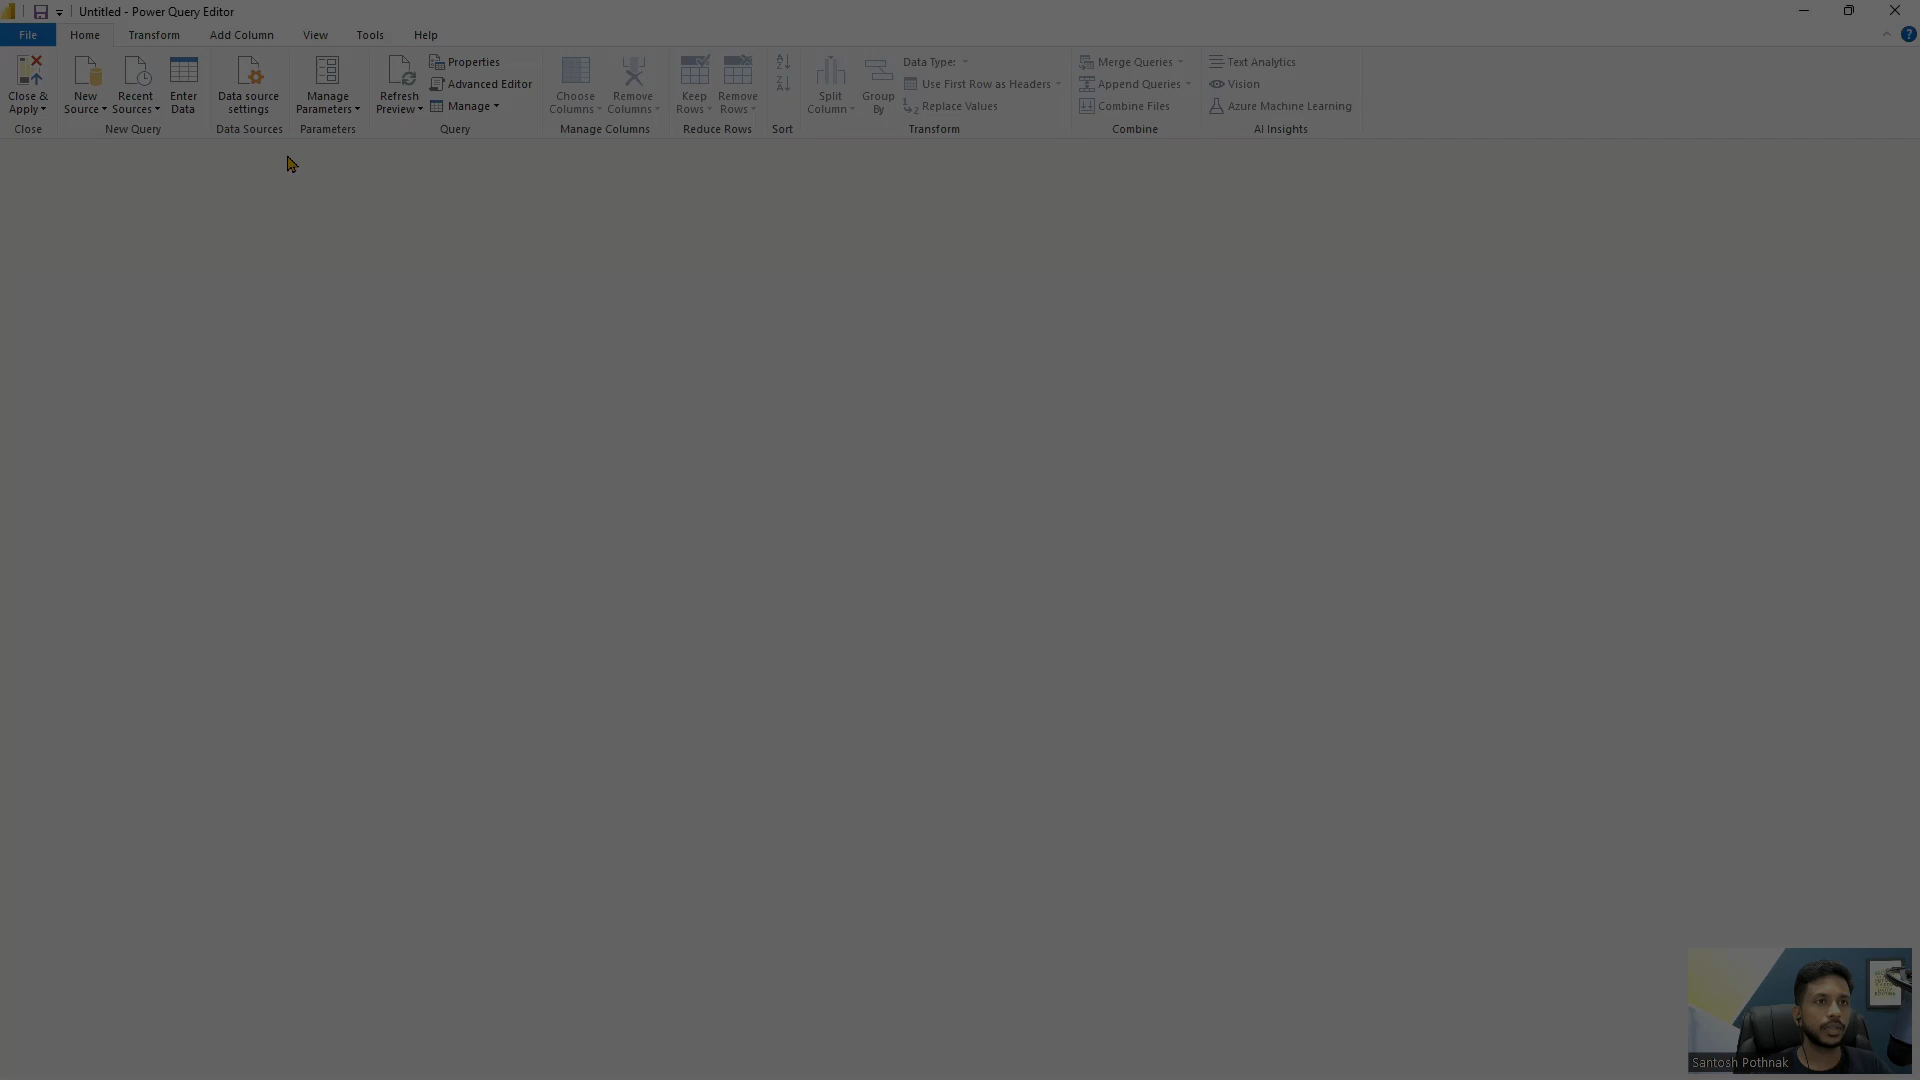 Untitled - Power Query Editor
File Home Transform Add Column View Tools Help
Close & Apply
New Source
Recent Sources
Enter Data
Data source settings
Manage Parameters
Refresh Preview
Properties
Advanced Editor
Manage
Choose Columns
Remove Columns
Keep Rows
Remove Rows
Split Column
Group By
Data Type:
Use First Row as Headers
Replace Values
Merge Queries
Append Queries
Combine Files
Text Analytics
Vision
Azure Machine Learning
Close New Query Data Sources Parameters Query Manage Columns Reduce Rows Sort Transform Combine AI Insights
Santosh Pothnak